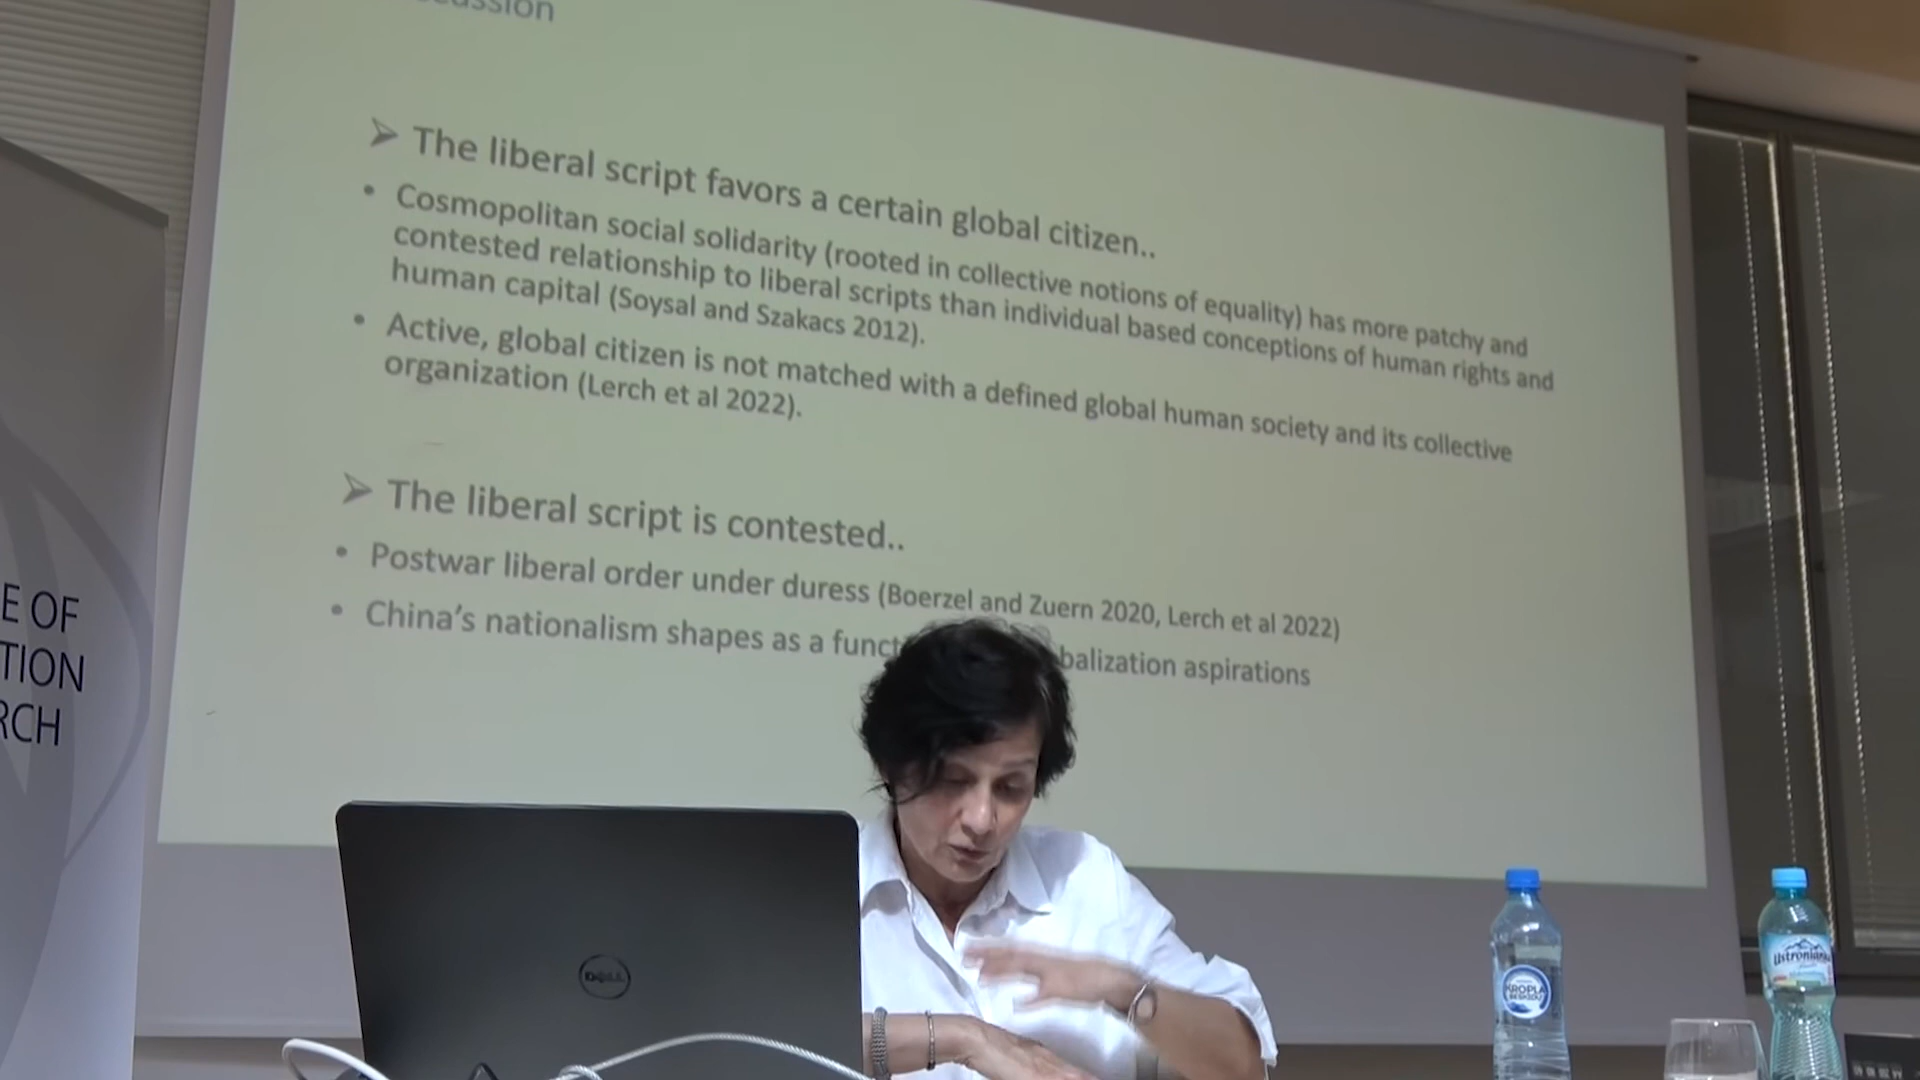 The liberal script favors a certain global citizen..
Cosmopolitan social solidarity (rooted in collective notions of equality) has more patchy and
contested relationship to liberal scripts than individual based conceptions of human rights and
human capital (Soysal and Szakacs 2012).
Active, global citizen is not matched with a defined global human society and its collective
organization (Lerch et al 2022).
The liberal script is contested..
Postwar liberal order under duress (Boerzel and Zuern 2020, Lerch et al 2022)
China's nationalism shapes as a aspirations
E OF
TION
RCH
DELL
KROPLA
BESKIDU
Ustronianka